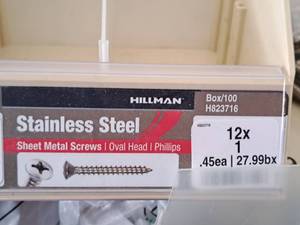 HILLMAN
Box/100
H823716
Stainless Steel
Sheet Metal Screws | Oval Head | Phillips
12x
1
.45ea | 27.99bx